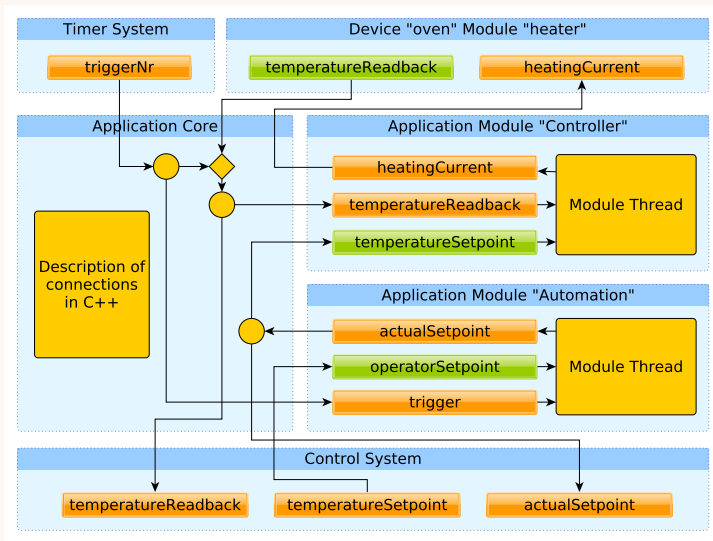 Timer System
triggerNr
Device "oven" Module "heater"
temperatureReadback
heatingCurrent
Application Core
Description of
connections
in C++
Application Module "Controller"
heatingCurrent
temperatureReadback
temperatureSetpoint
Module Thread
Application Module "Automation"
actualSetpoint
operatorSetpoint
trigger
Module Thread
Control System
temperatureReadback
temperatureSetpoint
actualSetpoint